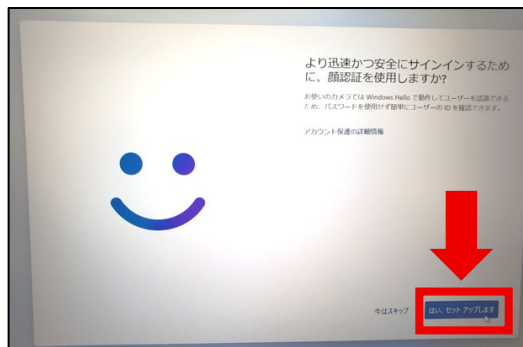 より迅速かつ安全にサインインするため
に、顔認証を使用しますか?
お使いのカメラでは Windows Hello で動作してユーザーを認識できる
ため、パスワードを使用せず簡単にユーザーの ID を確認できます。
アカウント保護の詳細情報
今はスキップ
はい、セット アップします